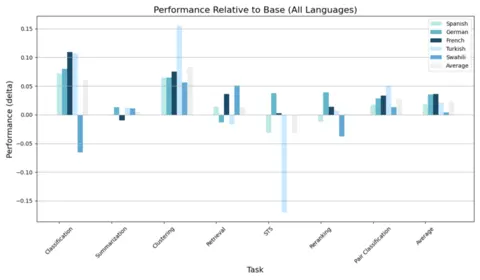 Performance Relative to Base (All Languages)
Spanish
German
French
Turkish
Swahili
Average
0.15
0.10
0.05
0.00
−0.05
−0.10
−0.15
Performance (delta)
Classification
Summarization
Clustering
Retrieval
STS
Reranking
Pair Classification
Average
Task